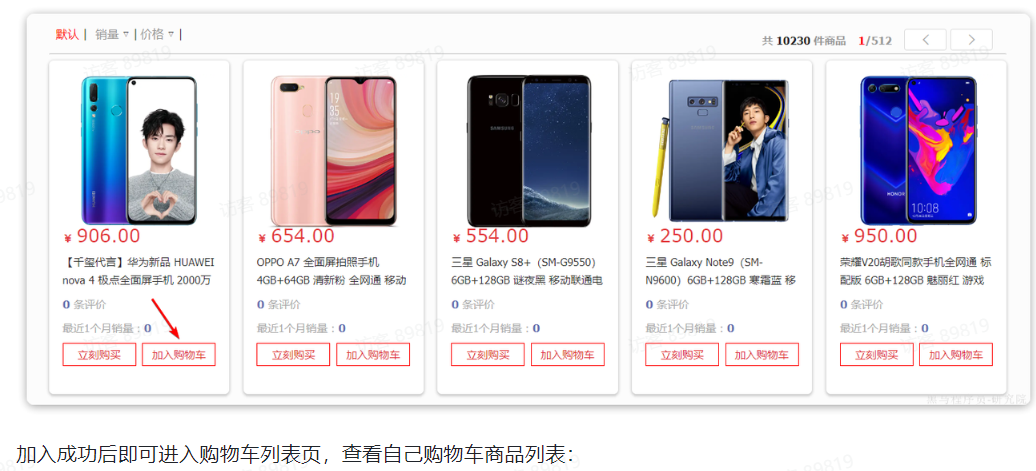 默认 | 销量 | 价格 |
共 10230 件商品 1/512
HUAWEI
SAMSUNG
SAMSUNG
HONOR
10:08
¥ 906.00
【千玺代言】华为新品 HUAWEI
nova 4 极点全面屏手机 2000万
0 条评价
最近1个月销量：0
立刻购买 加入购物车
¥ 654.00
OPPO A7 全面屏拍照手机
4GB+64GB 清新粉 全网通 移动
0 条评价
最近1个月销量：0
立刻购买 加入购物车
¥ 554.00
三星 Galaxy S8+（SM-G9550）
6GB+128GB 谜夜黑 移动联通电
0 条评价
最近1个月销量：0
立刻购买 加入购物车
¥ 250.00
三星 Galaxy Note9（SM-
N9600）6GB+128GB 寒霜蓝 移
0 条评价
最近1个月销量：0
立刻购买 加入购物车
¥ 950.00
荣耀V20胡歌同款手机全网通 标
配版 6GB+128GB 魅丽红 游戏
0 条评价
最近1个月销量：0
立刻购买 加入购物车
加入成功后即可进入购物车列表页，查看自己购物车商品列表：
访客 89819